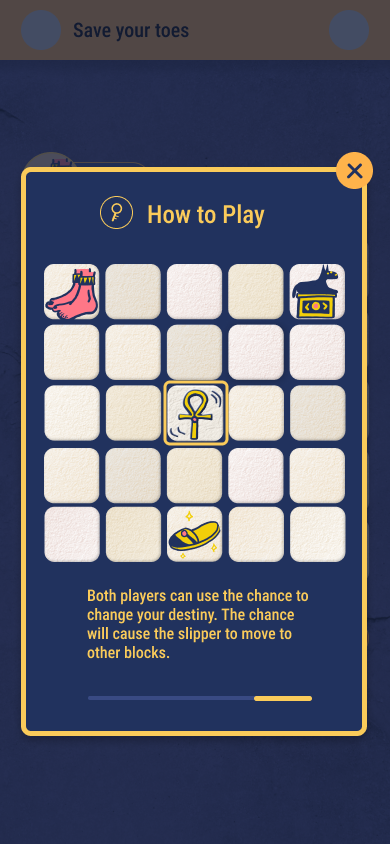 Save your toes
How to Play
Both players can use the chance to
change your destiny. The chance
will cause the slipper to move to
other blocks.